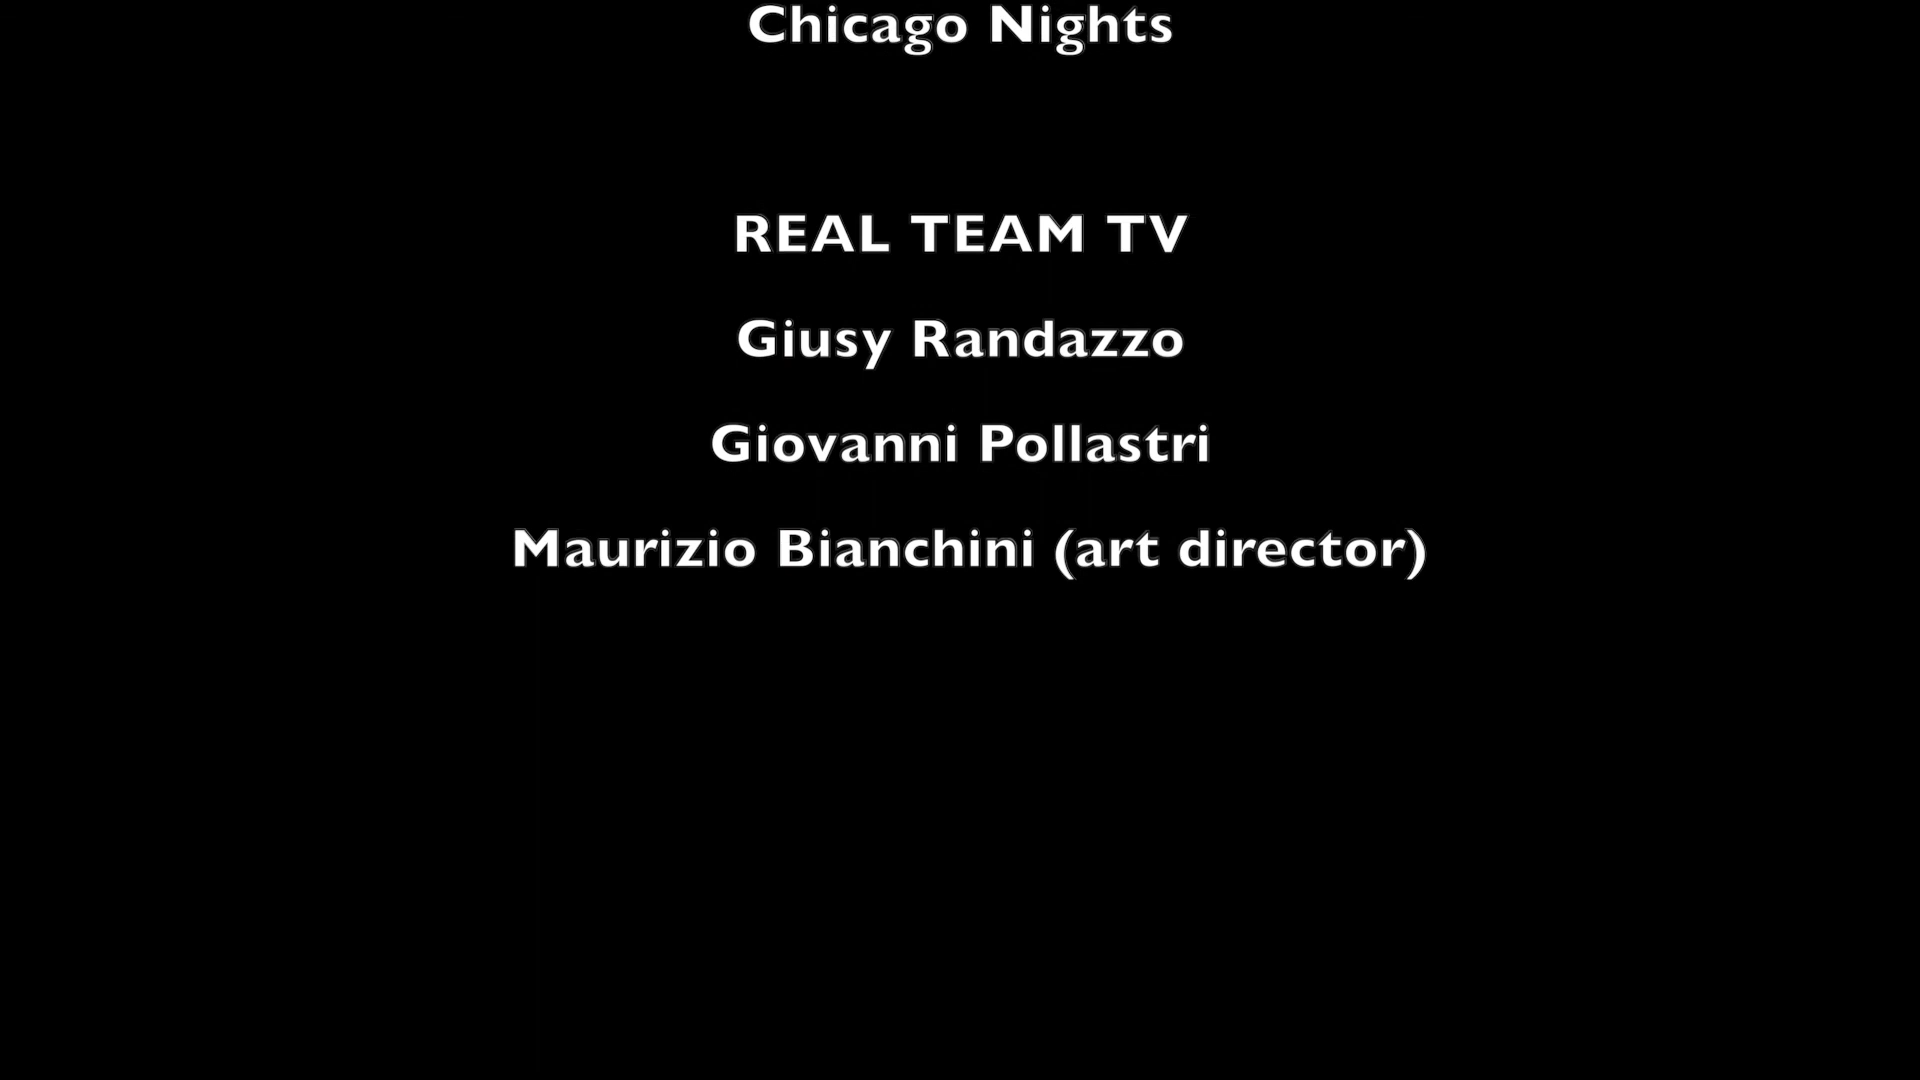 Chicago Nights
REAL TEAM TV
Giusy Randazzo
Giovanni Pollastri
Maurizio Bianchini (art director)